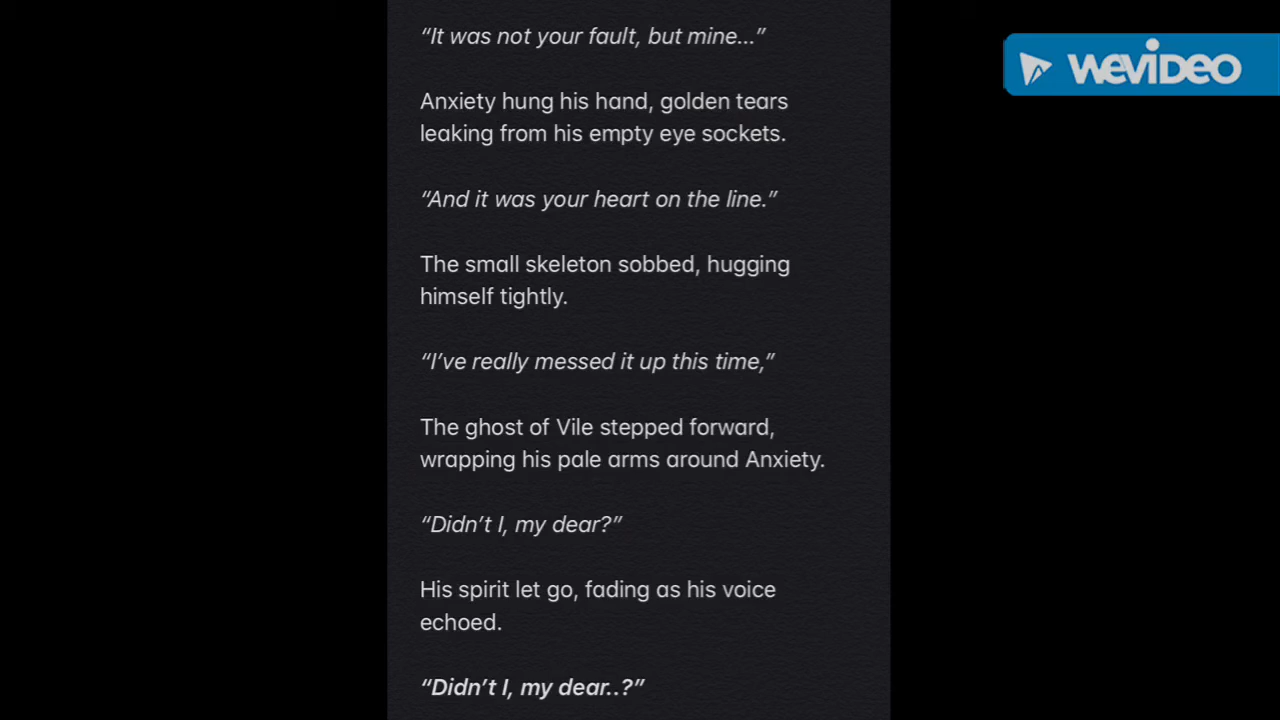 “It was not your fault, but mine...”
WEVIDEO
Anxiety hung his hand, golden tears
leaking from his empty eye sockets.
“And it was your heart on the line.”
The small skeleton sobbed, hugging
himself tightly.
“I’ve really messed it up this time,”
The ghost of Vile stepped forward,
wrapping his pale arms around Anxiety.
“Didn’t I, my dear?”
His spirit let go, fading as his voice
echoed.
“Didn’t I, my dear..?”